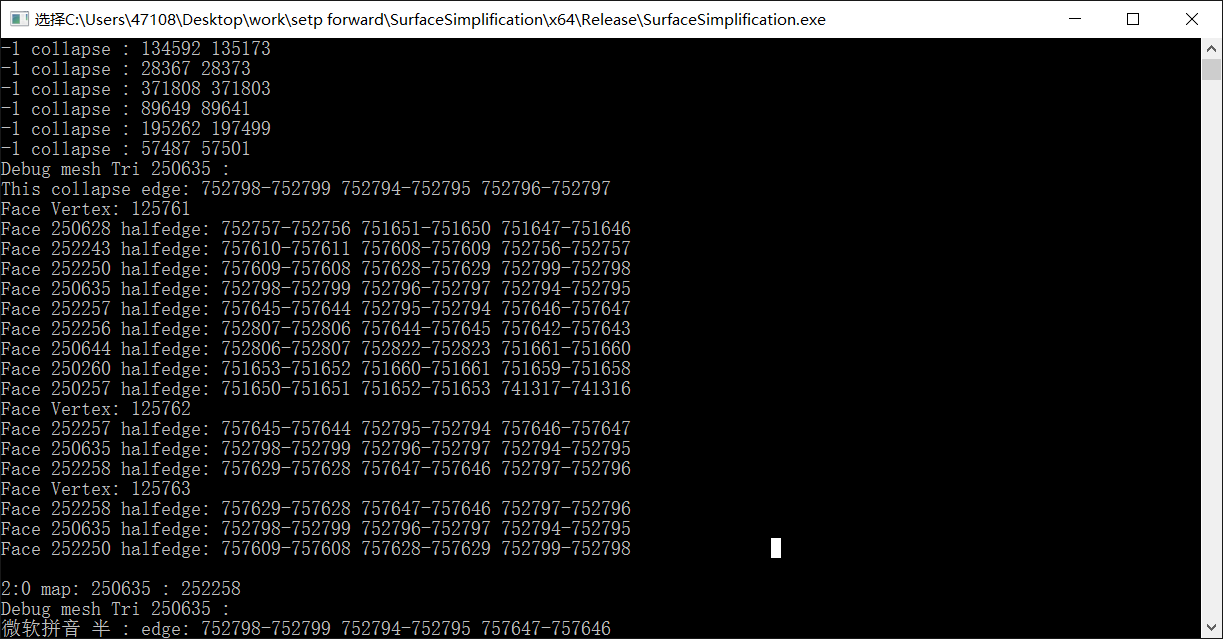 选择C:\Users\47108\Desktop\work\setp forward\SurfaceSimplification\x64\Release\SurfaceSimplification.exe
-1 collapse : 134592 135173
-1 collapse : 28367 28373
-1 collapse : 371808 371803
-1 collapse : 89649 89641
-1 collapse : 195262 197499
-1 collapse : 57487 57501
Debug mesh Tri 250635 :
This collapse edge: 752798-752799 752794-752795 752796-752797
Face Vertex: 125761
Face 250628 halfedge: 752757-752756 751651-751650 751647-751646
Face 252243 halfedge: 757610-757611 757608-757609 752756-752757
Face 252250 halfedge: 757609-757608 757628-757629 752799-752798
Face 250635 halfedge: 752798-752799 752796-752797 752794-752795
Face 252257 halfedge: 757645-757644 752795-752794 757646-757647
Face 252256 halfedge: 752807-752806 757644-757645 757642-757643
Face 250644 halfedge: 752806-752807 752822-752823 751661-751660
Face 250260 halfedge: 751653-751652 751660-751661 751659-751658
Face 250257 halfedge: 751650-751651 751652-751653 741317-741316
Face Vertex: 125762
Face 252257 halfedge: 757645-757644 752795-752794 757646-757647
Face 250635 halfedge: 752798-752799 752796-752797 752794-752795
Face 252258 halfedge: 757629-757628 757647-757646 752797-752796
Face Vertex: 125763
Face 252258 halfedge: 757629-757628 757647-757646 752797-752796
Face 250635 halfedge: 752798-752799 752796-752797 752794-752795
Face 252250 halfedge: 757609-757608 757628-757629 752799-752798
2:0 map: 250635 : 252258
Debug mesh Tri 250635 :
微软拼音 半 : edge: 752798-752799 752794-752795 757647-757646